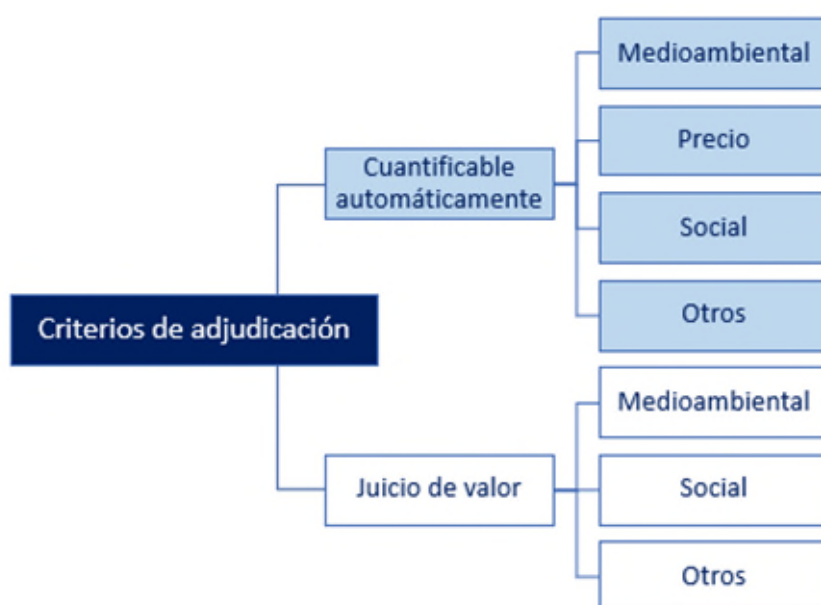 Criterios de adjudicación
Cuantificable
automáticamente
Medioambiental
Precio
Social
Otros
Juicio de valor
Medioambiental
Social
Otros